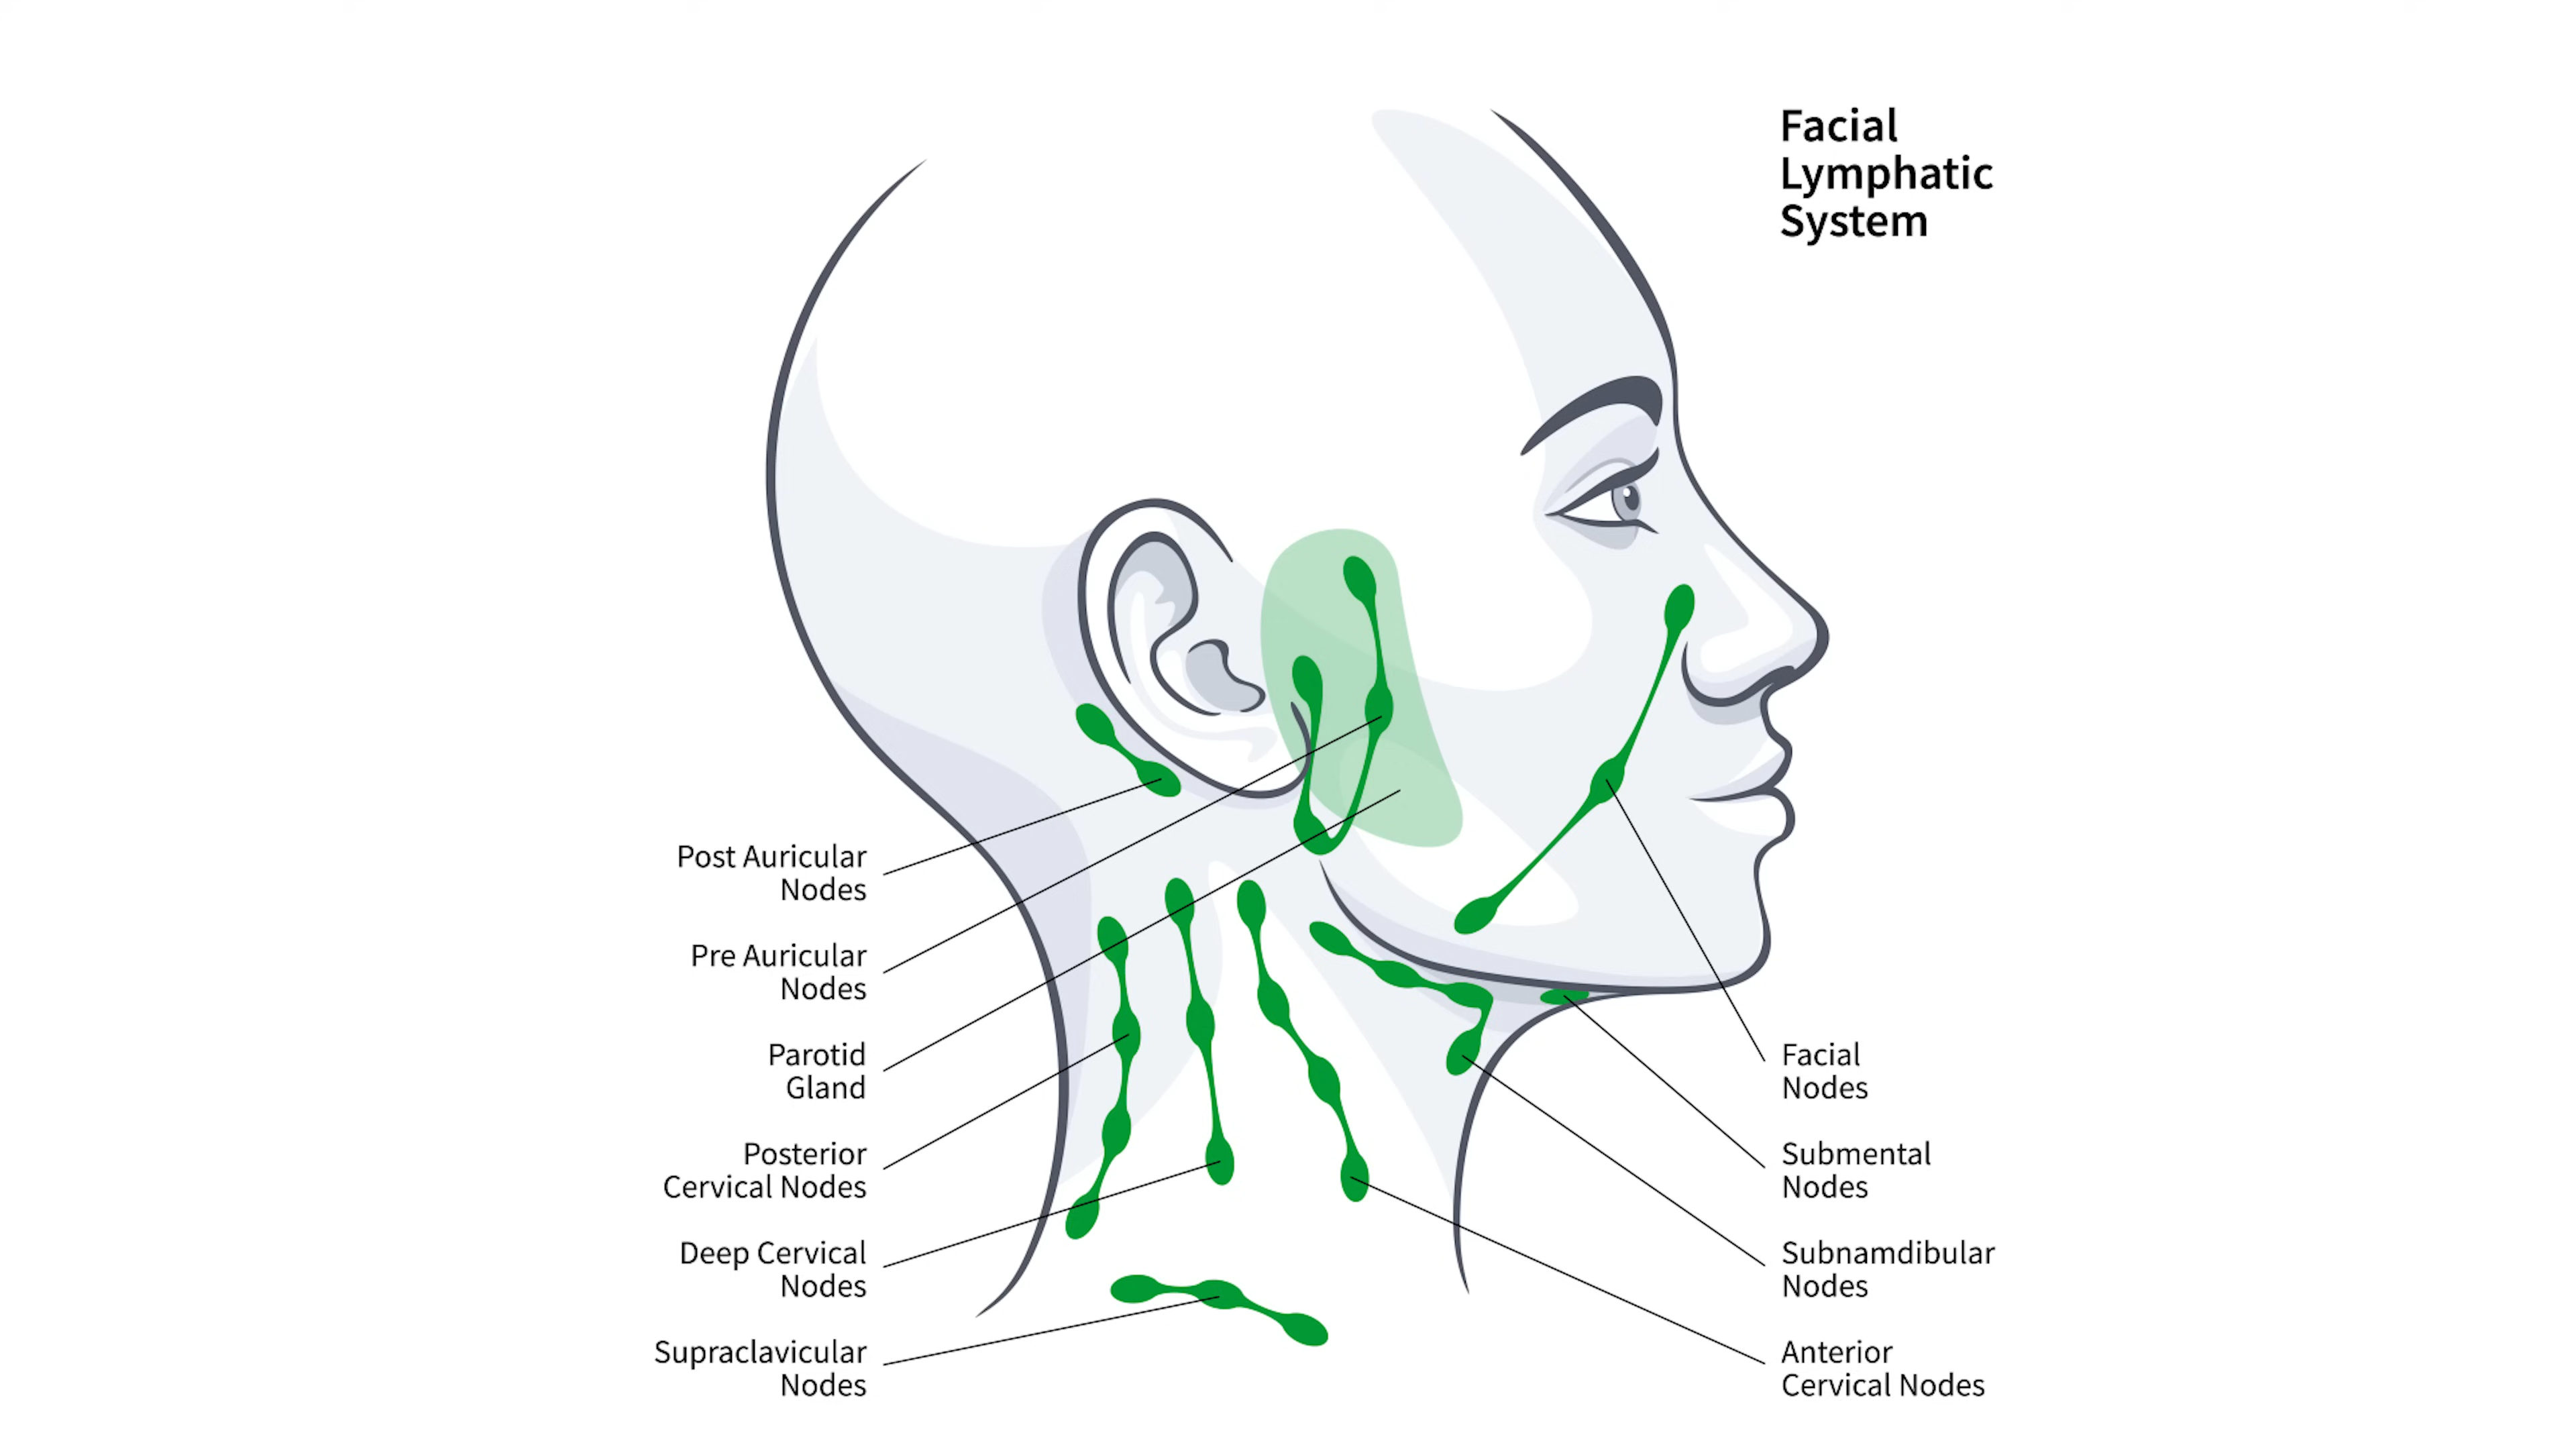 Facial
Lymphatic
System
Post Auricular
Nodes
Pre Auricular
Nodes
Parotid
Gland
Posterior
Cervical Nodes
Deep Cervical
Nodes
Supraclavicular
Nodes
Facial
Nodes
Submental
Nodes
Subnamdibular
Nodes
Anterior
Cervical Nodes